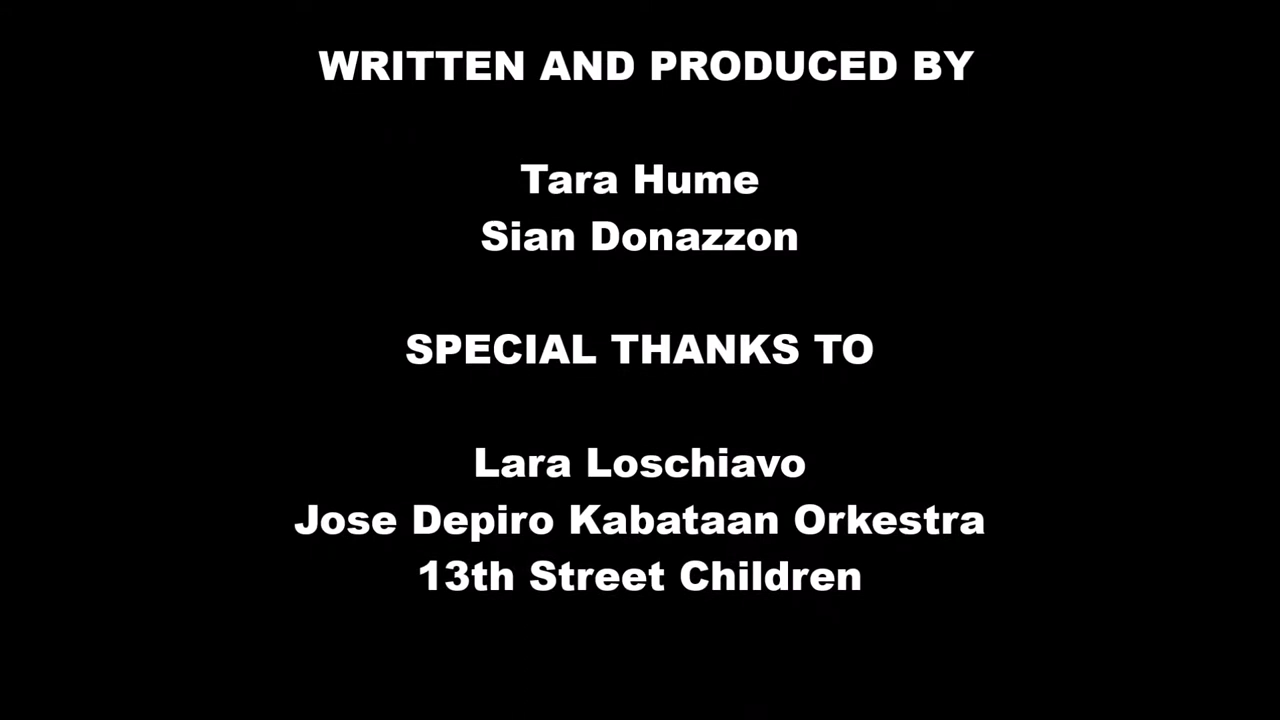 WRITTEN AND PRODUCED BY
Tara Hume
Sian Donazzon
SPECIAL THANKS TO
Lara Loschiavo
Jose Depiro Kabataan Orkestra
13th Street Children